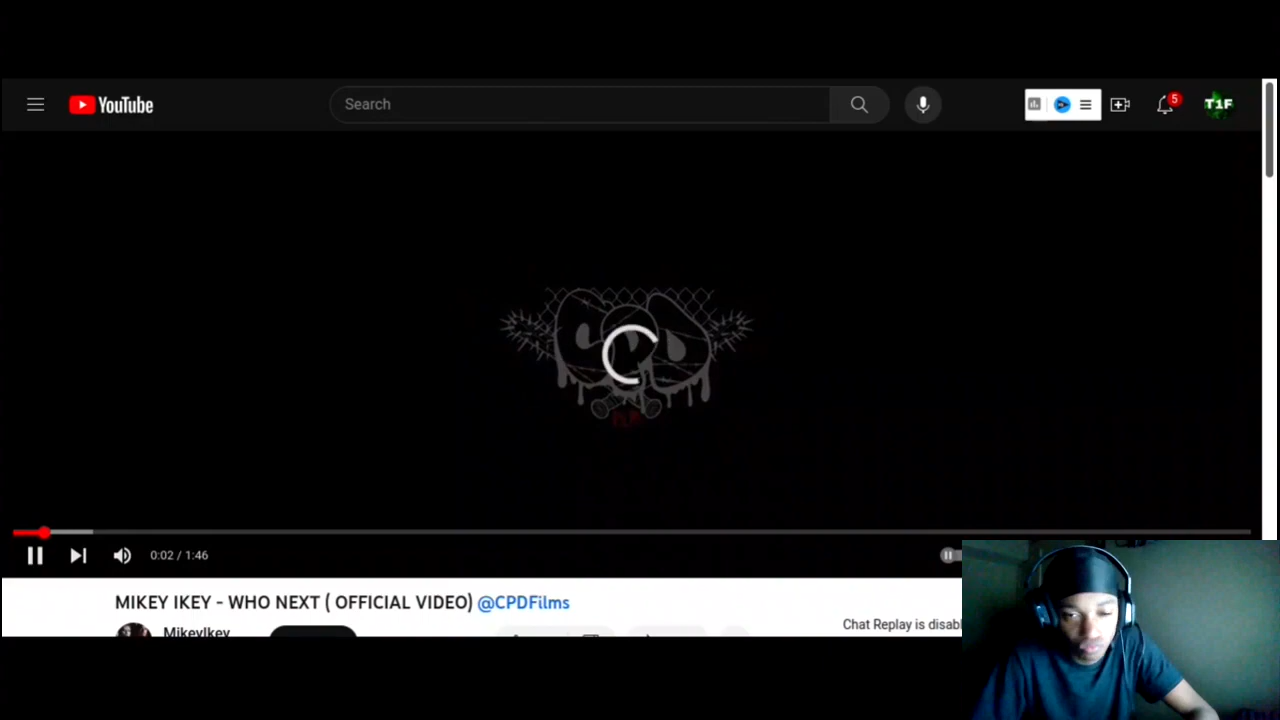 YouTube
Search
5
T1F
0:02 / 1:46
MIKEY IKEY - WHO NEXT ( OFFICIAL VIDEO) @CPDFilms
MikeyIkey
Chat Replay is disabl